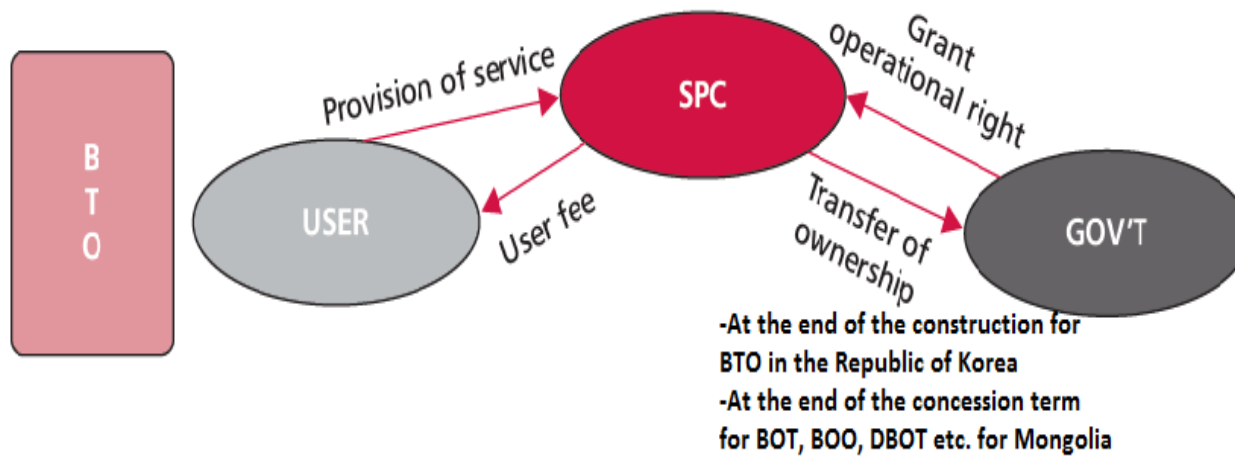 B
T
O
Provision of service
USER
User fee
SPC
Grant
operational right
Transfer of
ownership
GOV'T
-At the end of the construction for
BTO in the Republic of Korea
-At the end of the concession term
for BOT, BOO, DBOT etc. for Mongolia